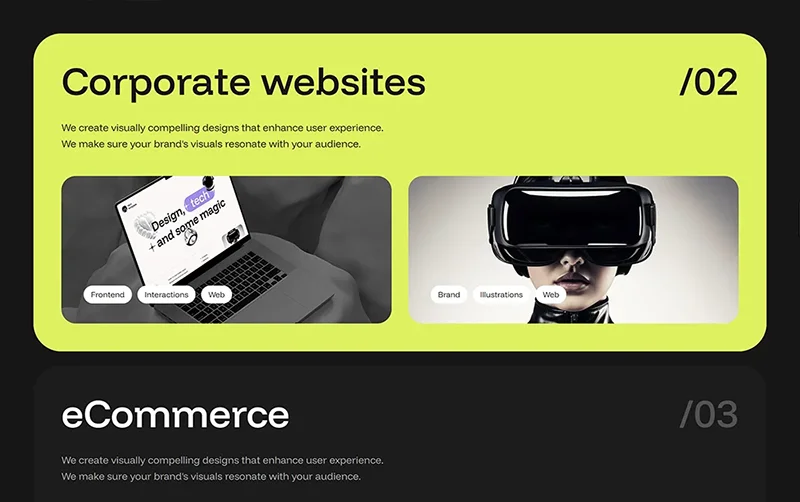 Corporate websites
/02
We create visually compelling designs that enhance user experience.
We make sure your brand's visuals resonate with your audience.
Design, tech
+ and some magic
Frontend
Interactions
Web
Brand
Illustrations
Web
eCommerce
/03
We create visually compelling designs that enhance user experience.
We make sure your brand's visuals resonate with your audience.